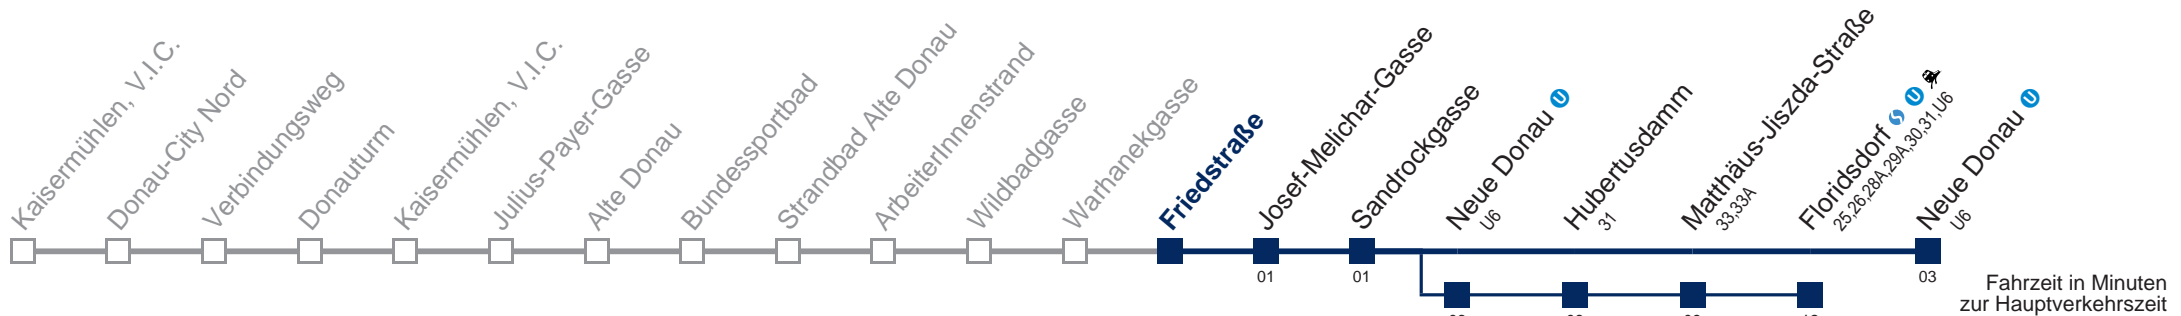 Kaisermühlen, V.I.C.
Donau-City Nord
Verbindungsweg
Donauturm
Kaisermühlen, V.I.C.
Julius-Payer-Gasse
Alte Donau
Bundessportbad
Strandbad Alte Donau
ArbeiterInnenstrand
Wildbadgasse
Warhanekgasse
Friedstraße
Josef-Melichar-Gasse
Sandrockgasse
Neue Donau U
U6
Hubertusdamm
31
Matthäus-Jiszda-Straße
33,33A
Floridsdorf S U
25,26,28A,29A,30,31,U6
Neue Donau U
U6
01
01
03
Fahrzeit in Minuten
zur Hauptverkehrszeit